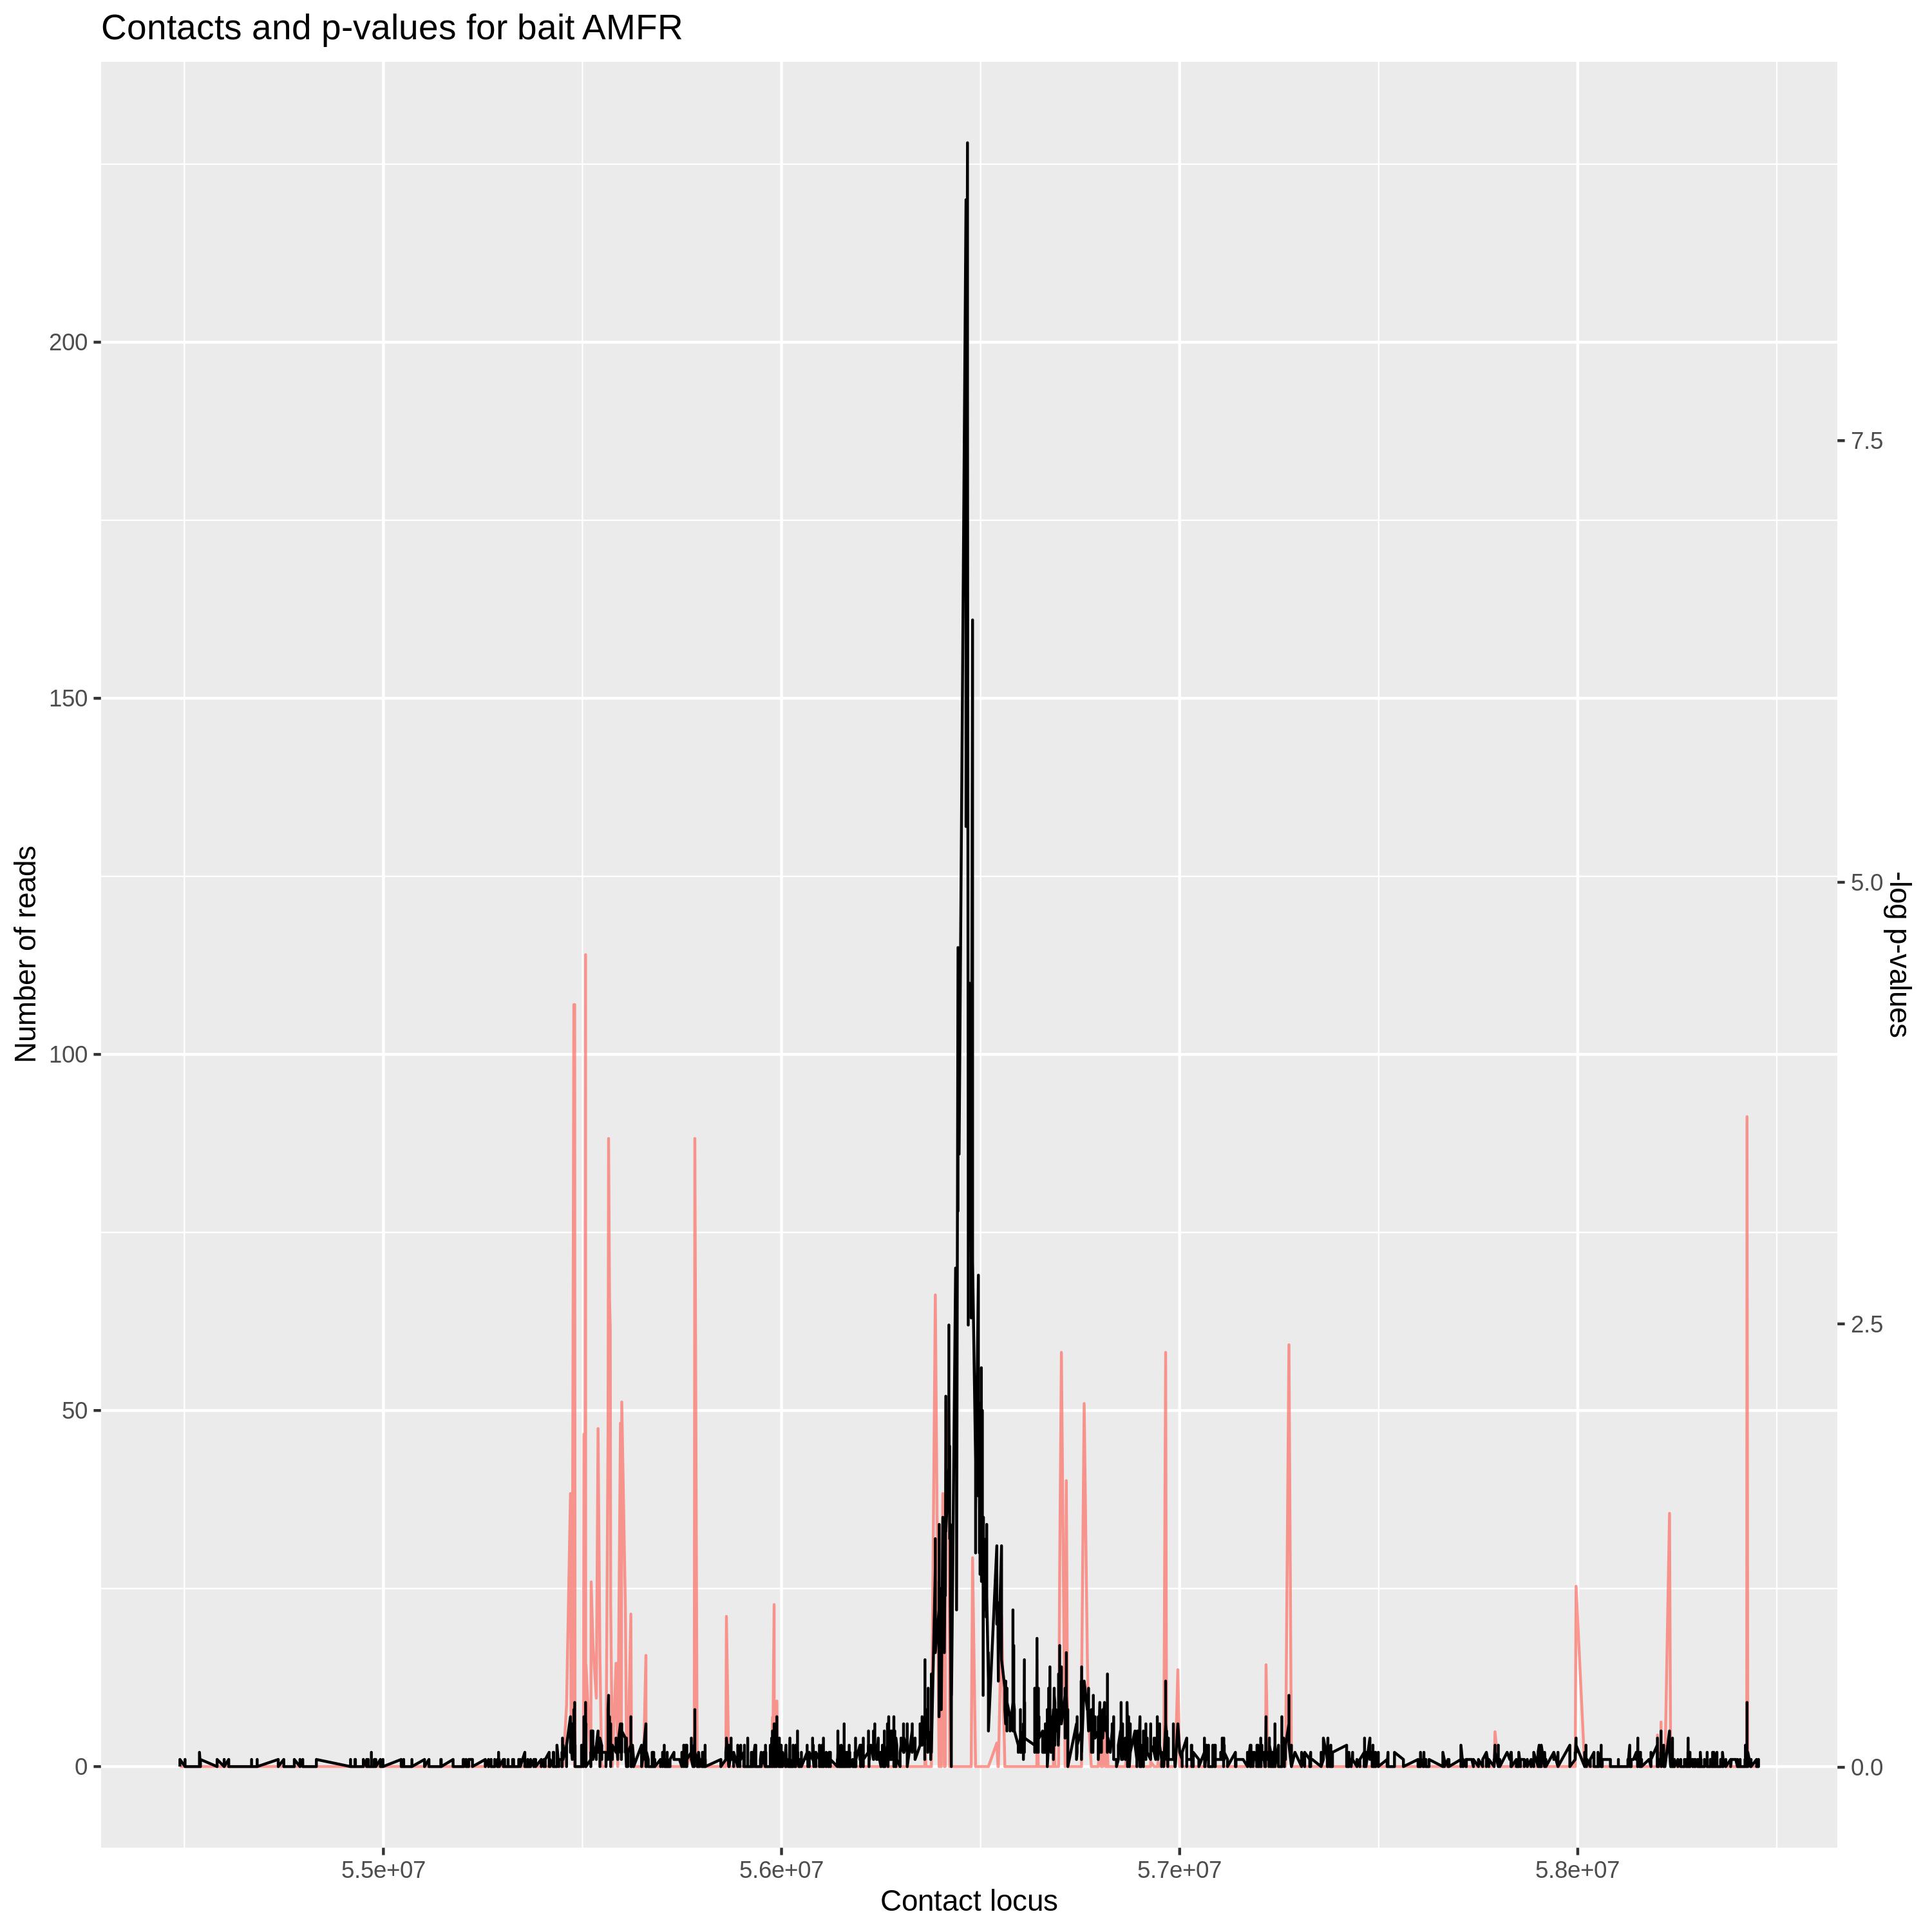 Contacts and p-values for bait AMFR
Number of reads
200
150
100
50
0
7.5
5.0
2.5
0.0
-log p-values
5.5e+07
5.6e+07
5.7e+07
5.8e+07
Contact locus